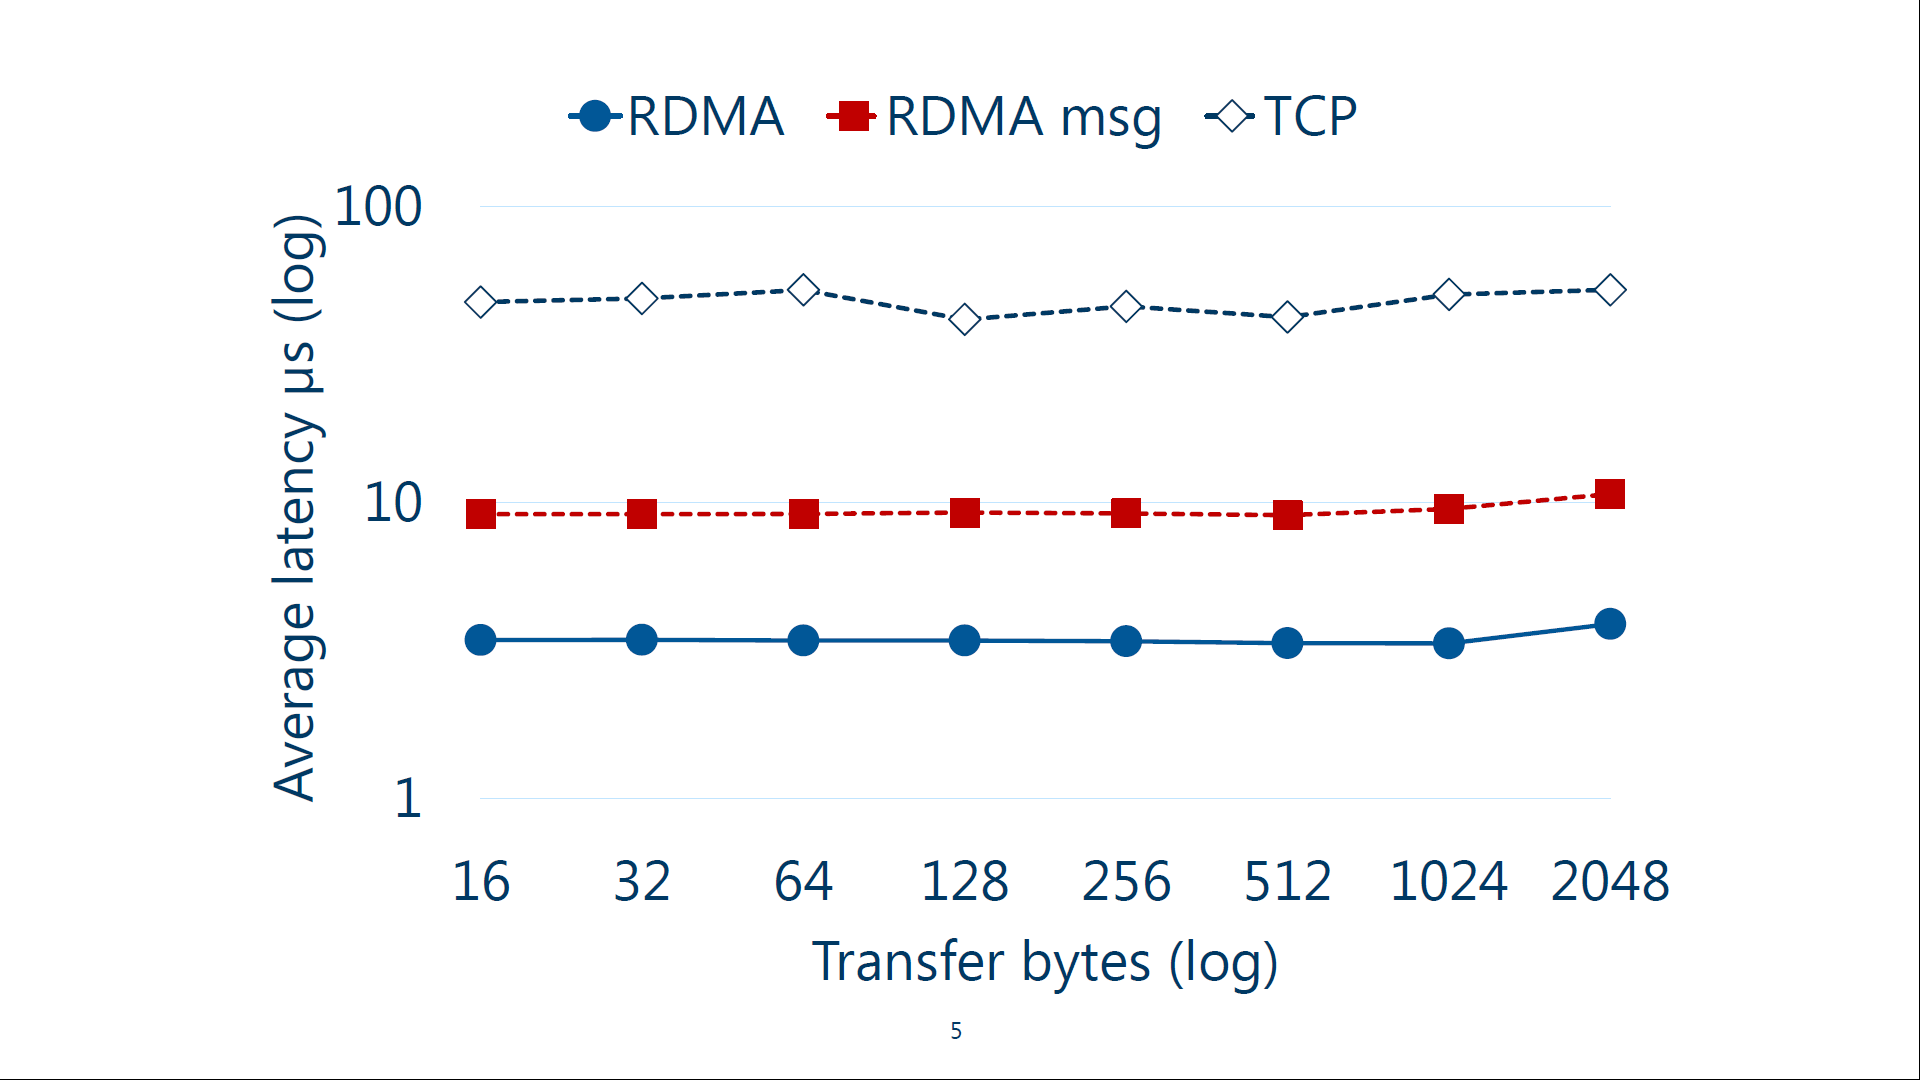 RDMA RDMA msg TCP
Average latency µs (log)
100
10
1
16 32 64 128 256 512 1024 2048
Transfer bytes (log)
5